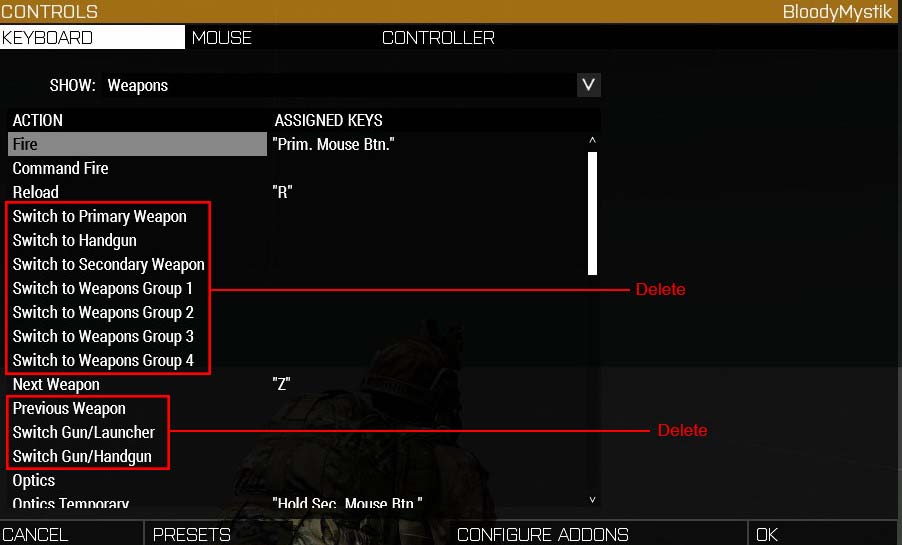 CONTROLS BloodyMystik
KEYBOARD MOUSE CONTROLLER
SHOW: Weapons V
ACTION ASSIGNED KEYS
Fire "Prim. Mouse Btn."
Command Fire
Reload "R"
Switch to Primary Weapon
Switch to Handgun
Switch to Secondary Weapon
Switch to Weapons Group 1 Delete
Switch to Weapons Group 2
Switch to Weapons Group 3
Switch to Weapons Group 4
Next Weapon "Z"
Previous Weapon
Switch Gun/Launcher Delete
Switch Gun/Handgun
Optics
Optics Temporary "Hold Sec. Mouse Btn."
CANCEL PRESETS CONFIGURE ADDONS OK